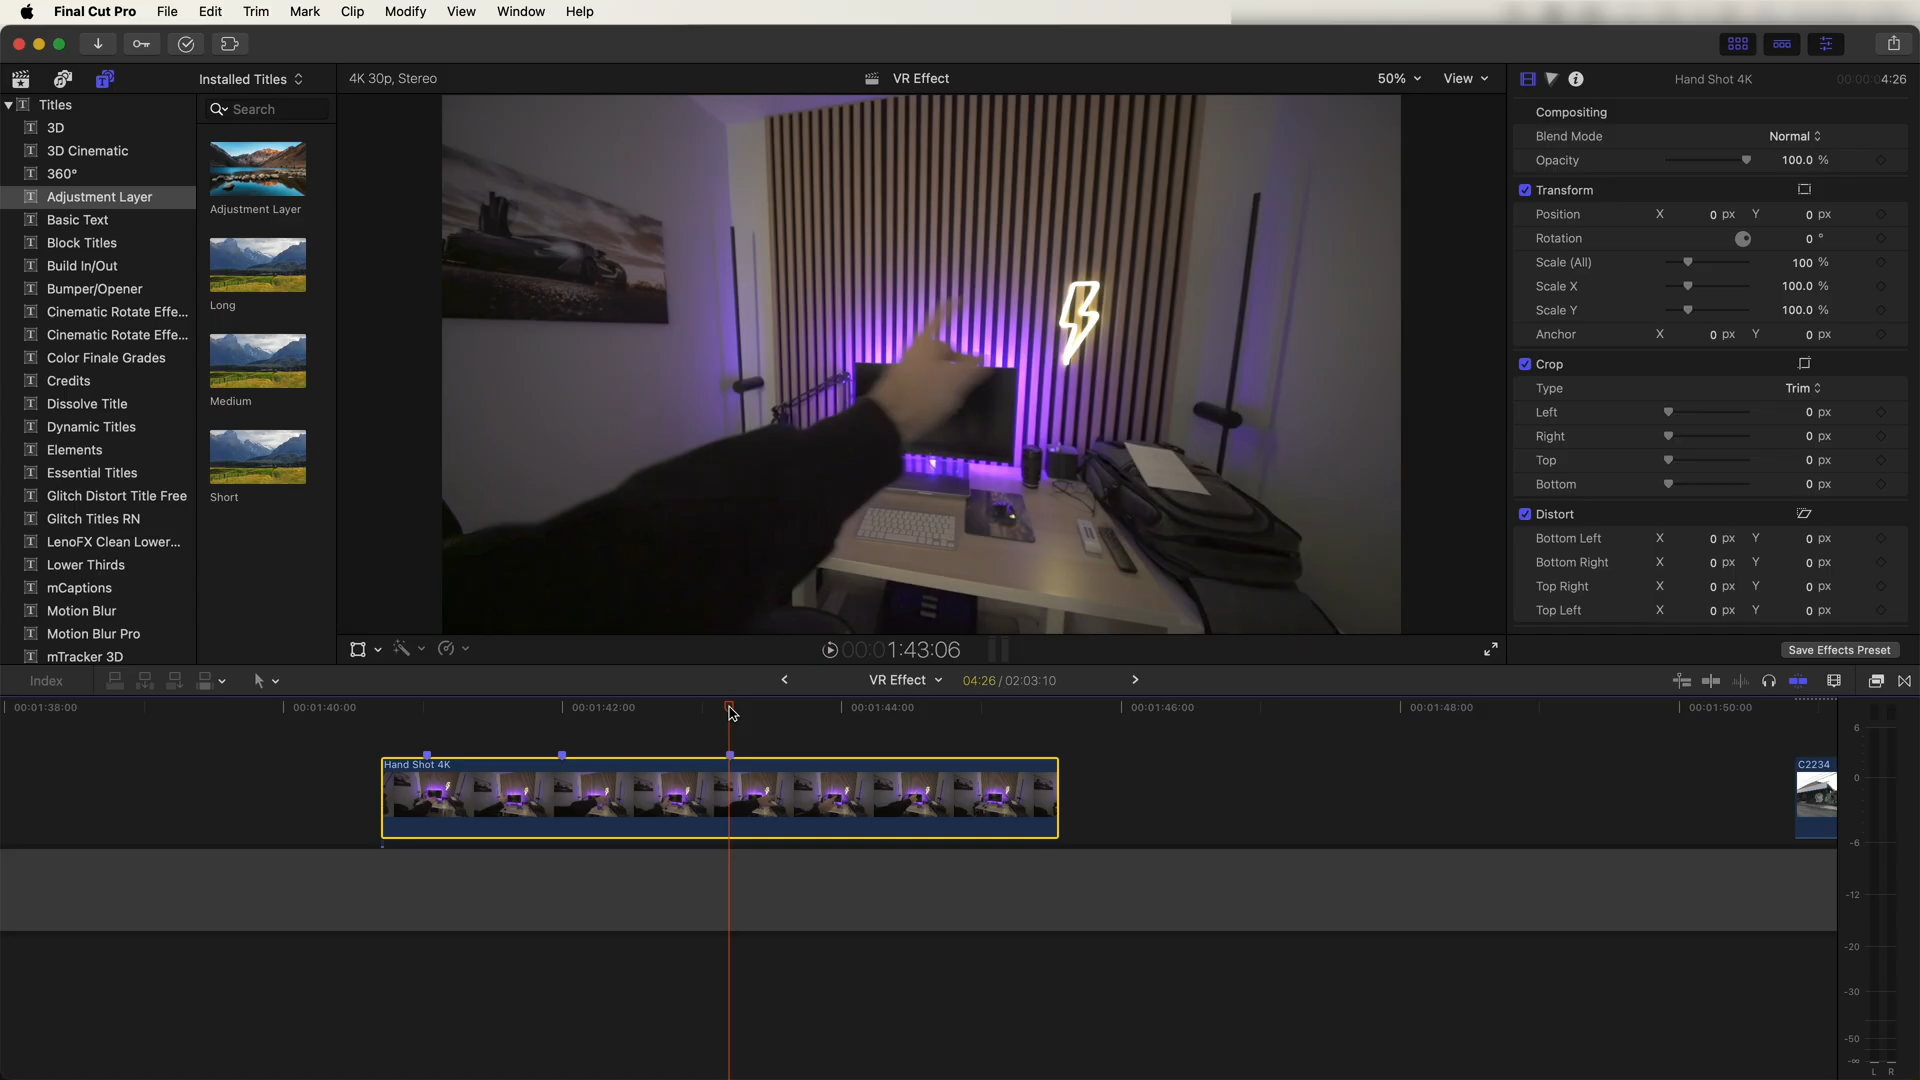 Final Cut Pro File Edit Trim Mark Clip Modify View Window Help
Installed Titles
4K 30p, Stereo
VR Effect
50% View
Hand Shot 4K
00:00:04:26
Titles
Search
3D
3D Cinematic
360°
Adjustment Layer
Basic Text
Block Titles
Build In/Out
Bumper/Opener
Cinematic Rotate Effe...
Cinematic Rotate Effe...
Color Finale Grades
Credits
Dissolve Title
Dynamic Titles
Elements
Essential Titles
Glitch Distort Title Free
Glitch Titles RN
LenoFX Clean Lower...
Lower Thirds
mCaptions
Motion Blur
Motion Blur Pro
mTracker 3D
Adjustment Layer
Long
Medium
Short
Compositing
Blend Mode Normal
Opacity 100.0 %
Transform
Position X 0 px Y 0 px
Rotation 0 °
Scale (All) 100 %
Scale X 100.0 %
Scale Y 100.0 %
Anchor X 0 px Y 0 px
Crop
Type Trim
Left 0 px
Right 0 px
Top 0 px
Bottom 0 px
Distort
Bottom Left X 0 px Y 0 px
Bottom Right X 0 px Y 0 px
Top Right X 0 px Y 0 px
Top Left X 0 px Y 0 px
00:01:43:06
Save Effects Preset
Index
VR Effect 04:26 / 02:03:10
00:01:38:00 00:01:40:00 00:01:42:00 00:01:44:00 00:01:46:00 00:01:48:00 00:01:50:00
Hand Shot 4K
C2234
6
0
-6
-12
-20
-30
-50
-∞
L R